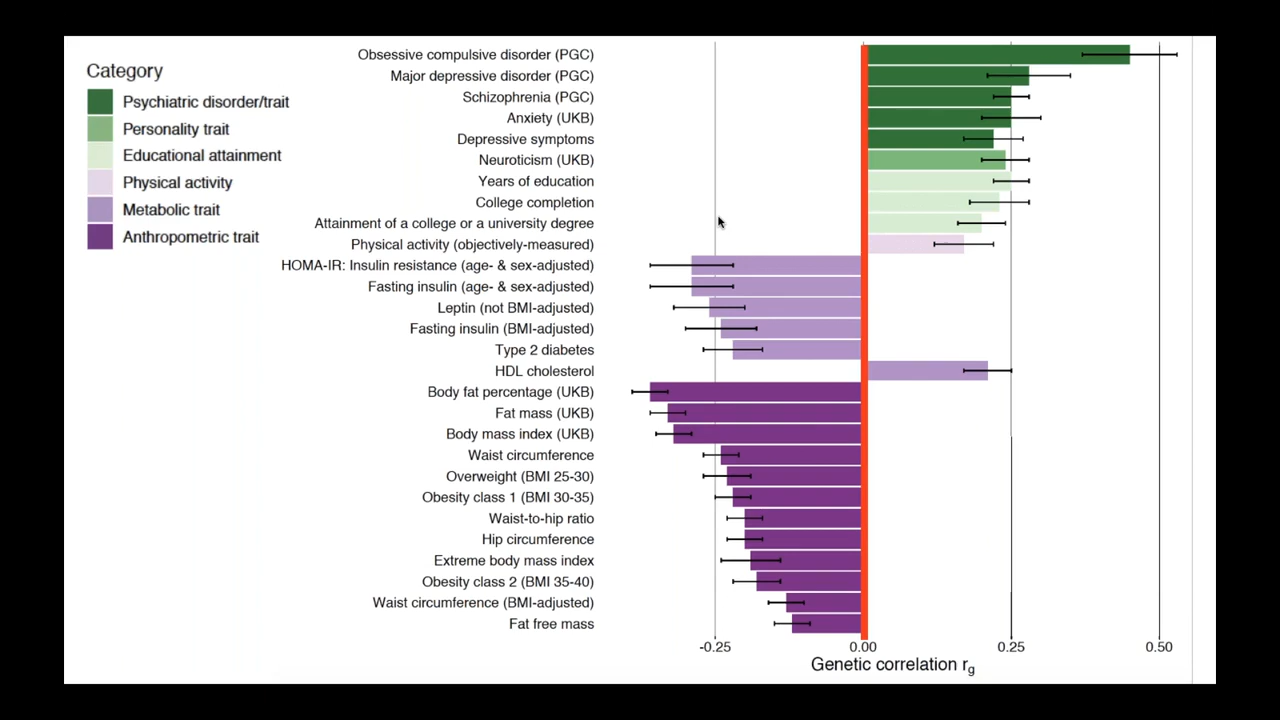 Category
Psychiatric disorder/trait
Personality trait
Educational attainment
Physical activity
Metabolic trait
Anthropometric trait
Obsessive compulsive disorder (PGC)
Major depressive disorder (PGC)
Schizophrenia (PGC)
Anxiety (UKB)
Depressive symptoms
Neuroticism (UKB)
Years of education
College completion
Attainment of a college or a university degree
Physical activity (objectively-measured)
HOMA-IR: Insulin resistance (age- & sex-adjusted)
Fasting insulin (age- & sex-adjusted)
Leptin (not BMI-adjusted)
Fasting insulin (BMI-adjusted)
Type 2 diabetes
HDL cholesterol
Body fat percentage (UKB)
Fat mass (UKB)
Body mass index (UKB)
Waist circumference
Overweight (BMI 25-30)
Obesity class 1 (BMI 30-35)
Waist-to-hip ratio
Hip circumference
Extreme body mass index
Obesity class 2 (BMI 35-40)
Waist circumference (BMI-adjusted)
Fat free mass
-0.25 0.00 0.25 0.50
Genetic correlation rg